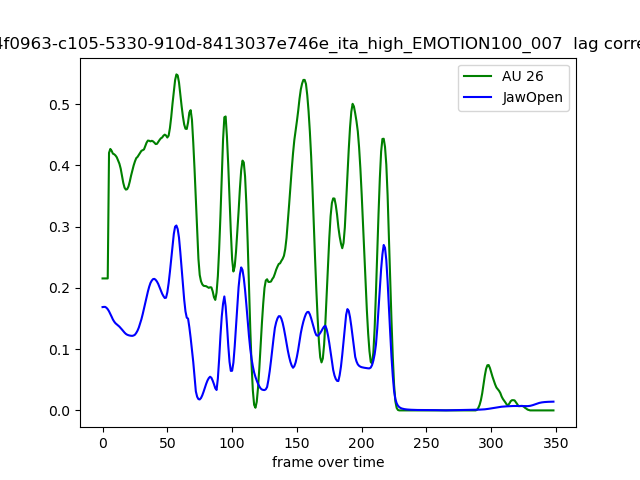 4f0963-c105-5330-910d-8413037e746e_ita_high_EMOTION100_007 lag corre
AU 26
JawOpen
0.5
0.4
0.3
0.2
0.1
0.0
0 50 100 150 200 250 300 350
frame over time